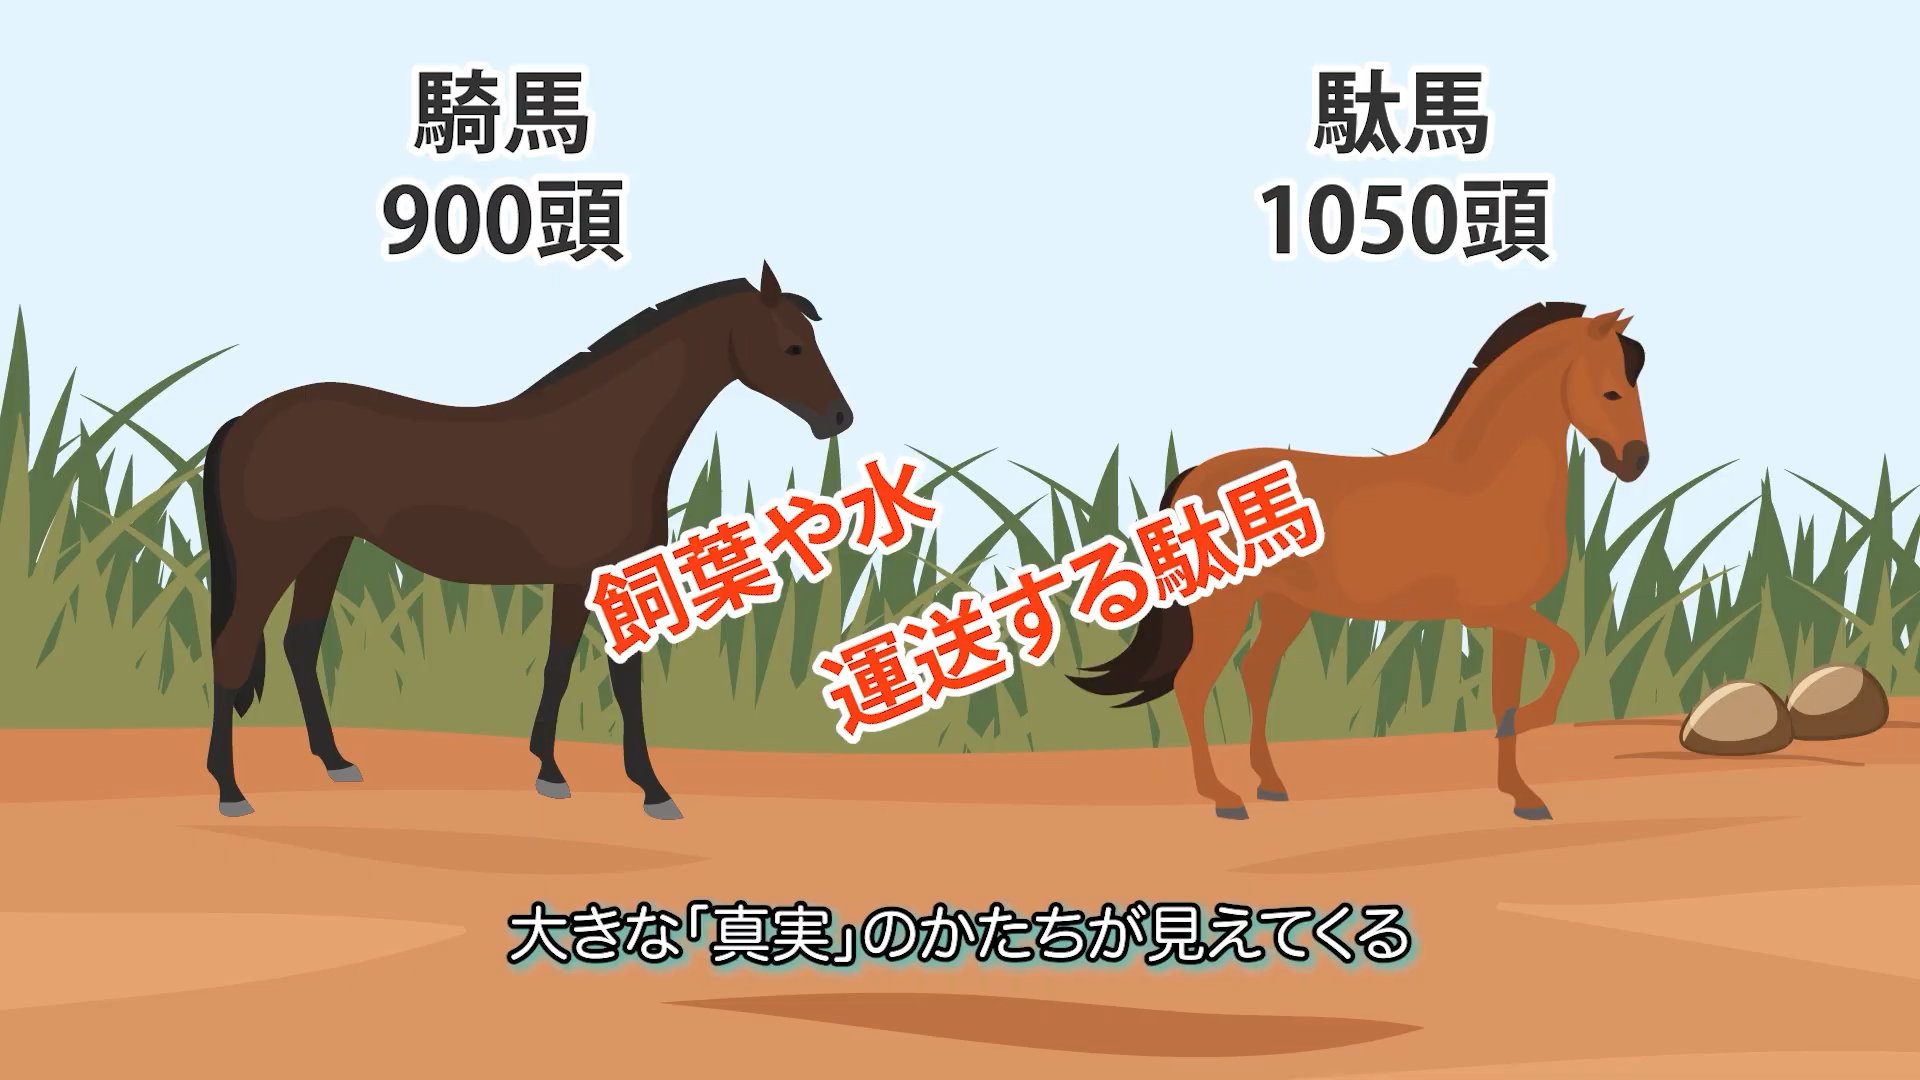 騎馬
900頭
駄馬
1050頭
飼葉や水
運送する駄馬
大きな「真実」のかたちが見えてくる